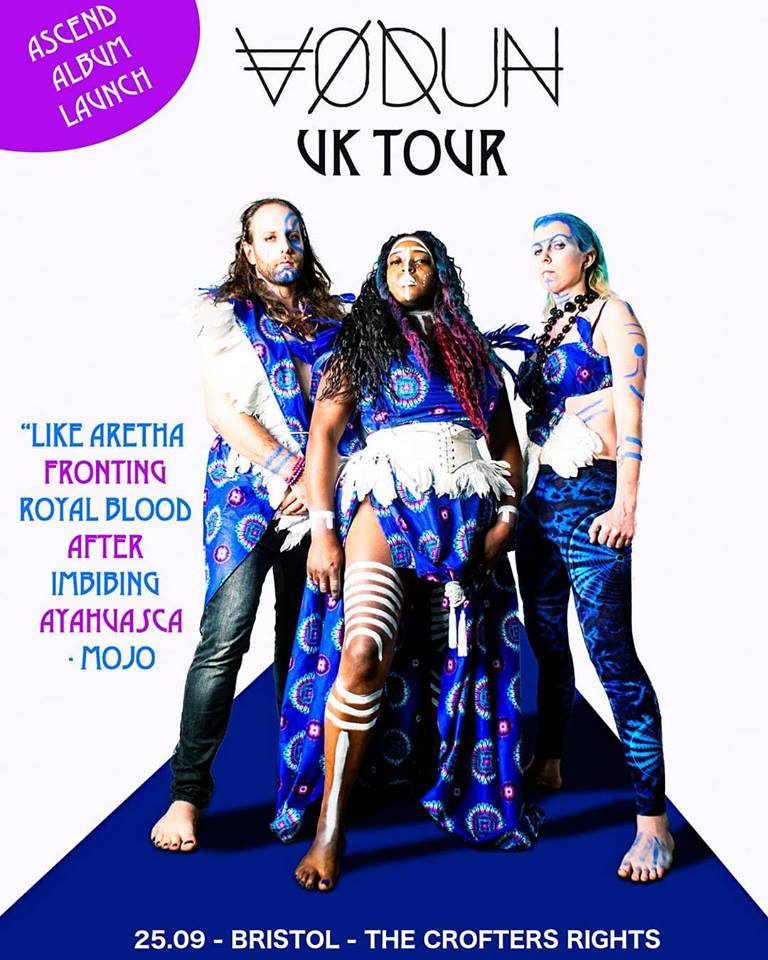 ASCEND
ALBUM
LAUNCH
VØDUN
UK TOUR
“LIKE ARETHA
FRONTING
ROYAL BLOOD
AFTER
IMBIBING
AYAHUASCA
- MOJO
25.09 - BRISTOL - THE CROFTERS RIGHTS